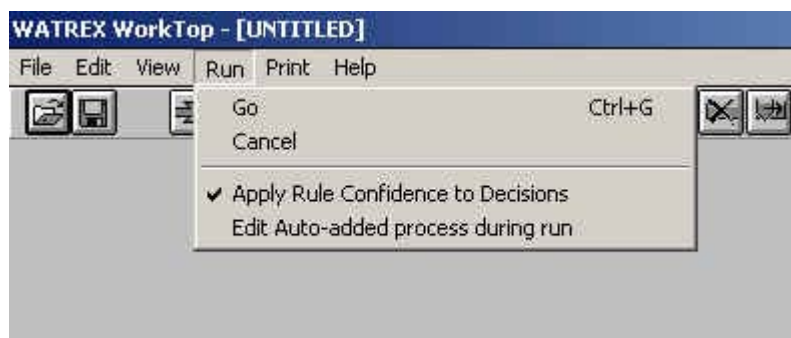 WATREX WorkTop - [UNTITLED]
File Edit View Run Print Help
Go Ctrl+G
Cancel
✔ Apply Rule Confidence to Decisions
Edit Auto-added process during run